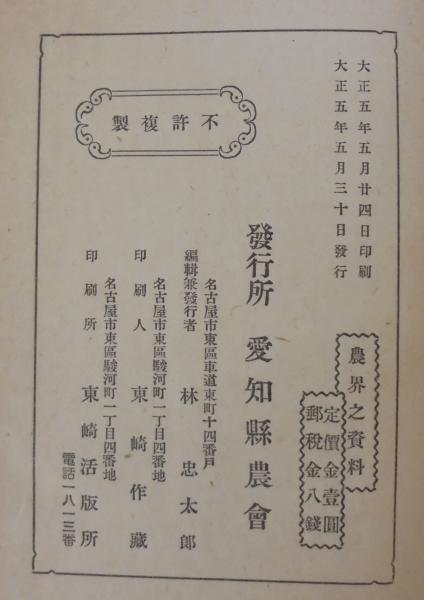 大正五年五月廿四日印刷
大正五年五月三十日發行
農界之資料
定價金壹圓
郵稅金八錢
不許複製
發行所 愛知縣農會
名古屋市東區車道東町十四番戶
編輯兼發行者 林忠太郎
名古屋市東區駿河町一丁目四番地
印刷人 東崎作藏
名古屋市東區駿河町一丁目四番地
印刷所 東崎活版所
電話一八一三番